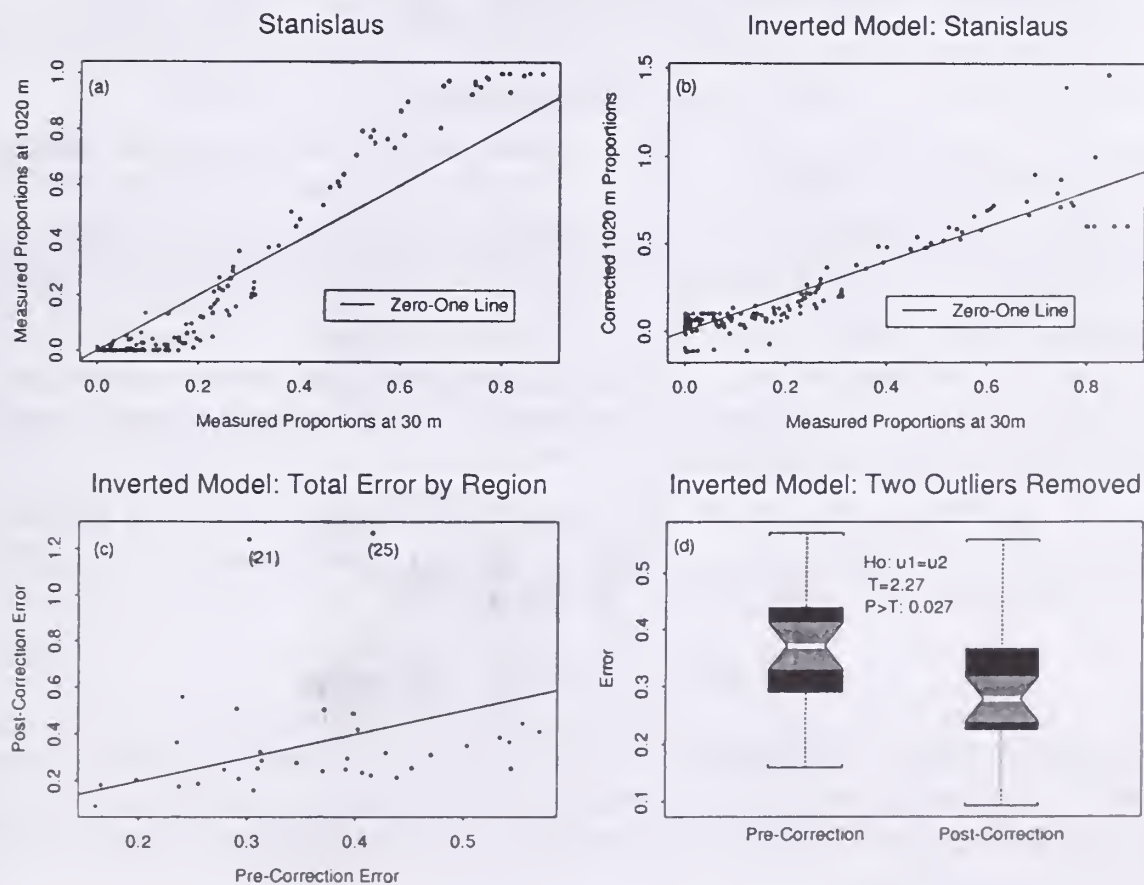 Stanislaus
(a)
Measured Proportions at 1020 m
0.0 0.2 0.4 0.6 0.8 1.0
Zero-One Line
0.0 0.2 0.4 0.6 0.8
Measured Proportions at 30 m
Inverted Model: Stanislaus
(b)
Corrected 1020 m Proportions
0.0 0.5 1.0 1.5
Zero-One Line
0.0 0.2 0.4 0.6 0.8
Measured Proportions at 30m
Inverted Model: Total Error by Region
(c)
(21)
(25)
Post-Correction Error
0.2 0.4 0.6 0.8 1.0 1.2
0.2 0.3 0.4 0.5
Pre-Correction Error
Inverted Model: Two Outliers Removed
(d)
Ho: u1=u2
T=2.27
P>T: 0.027
Error
0.1 0.2 0.3 0.4 0.5
Pre-Correction
Post-Correction